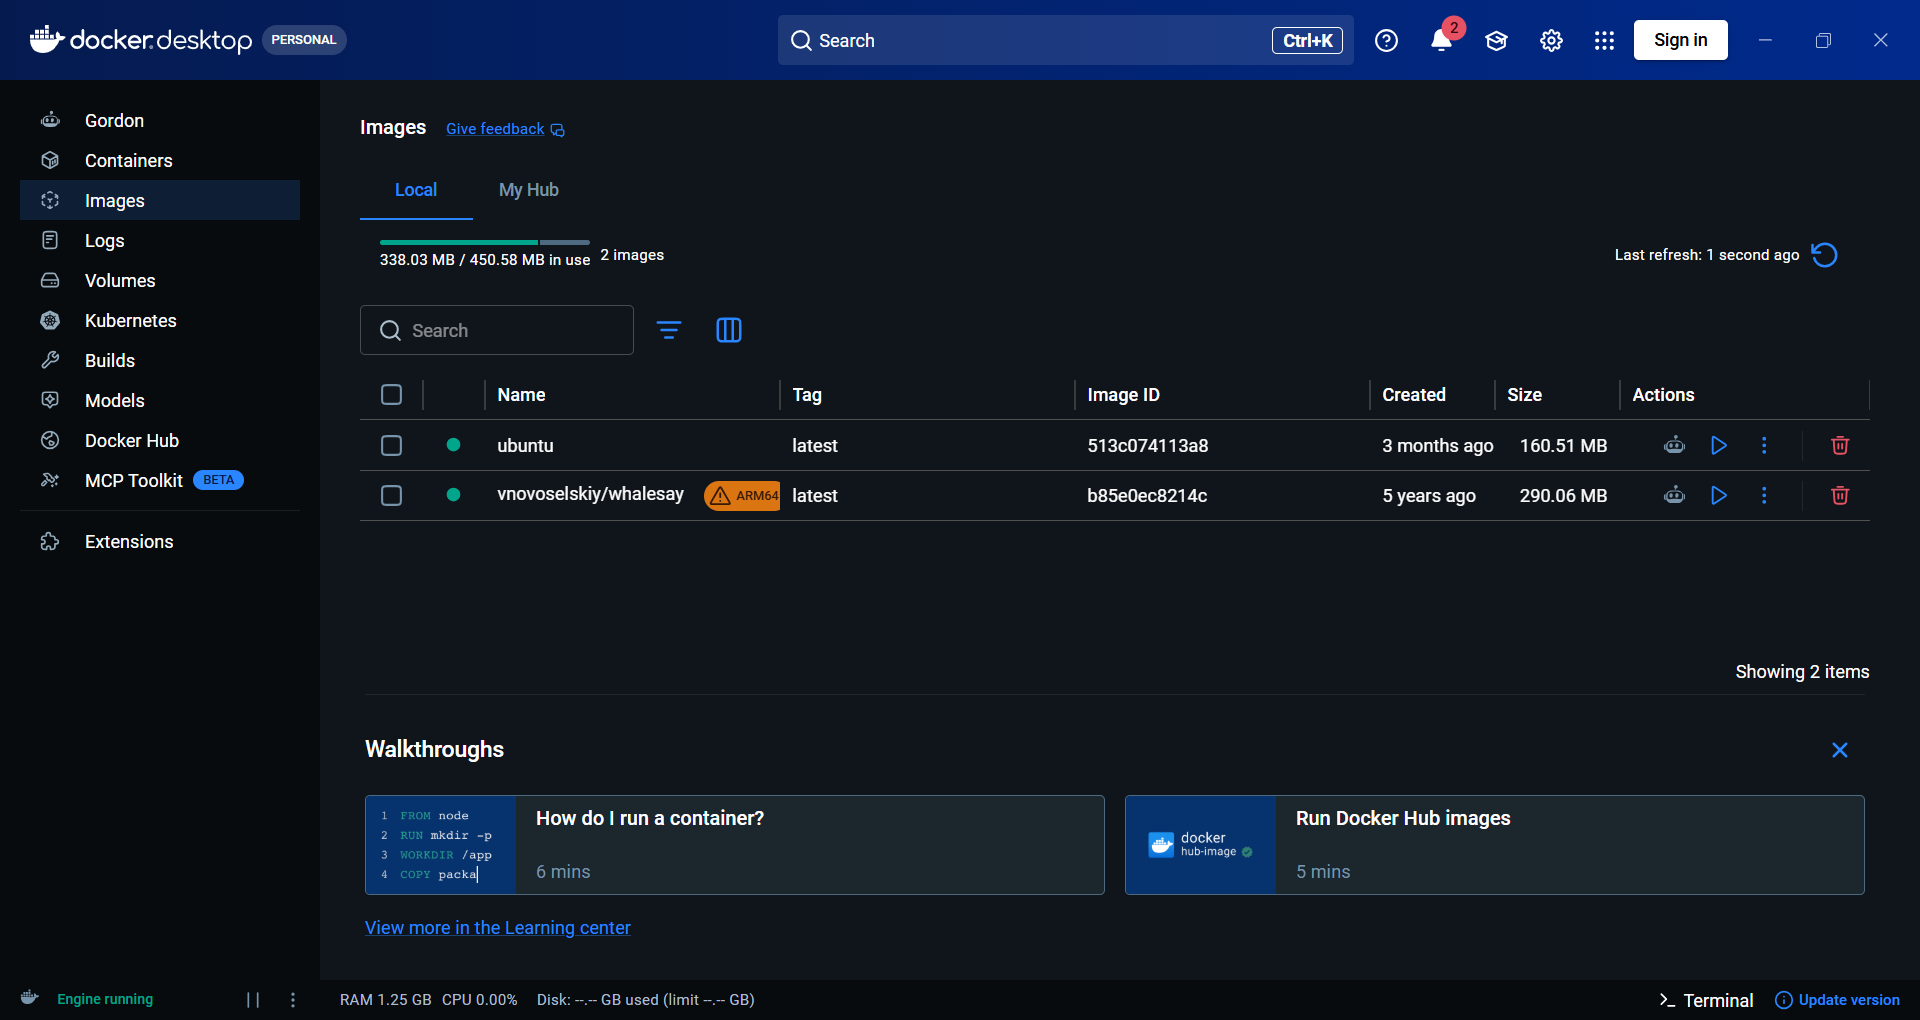 docker.desktop PERSONAL
Search Ctrl+K
2
Sign in
Gordon
Containers
Images
Logs
Volumes
Kubernetes
Builds
Models
Docker Hub
MCP Toolkit BETA
Extensions
Images Give feedback
Local My Hub
338.03 MB / 450.58 MB in use 2 images
Last refresh: 1 second ago
Search
Name Tag Image ID Created Size Actions
ubuntu latest 513c074113a8 3 months ago 160.51 MB
vnovoselskiy/whalesay ARM64 latest b85e0ec8214c 5 years ago 290.06 MB
Showing 2 items
Walkthroughs
1 FROM node
2 RUN mkdir -p
3 WORKDIR /app
4 COPY packa
How do I run a container?
6 mins
docker
hub-image
Run Docker Hub images
5 mins
View more in the Learning center
Engine running
RAM 1.25 GB CPU 0.00% Disk: --.-- GB used (limit --.-- GB)
>_ Terminal
Update version